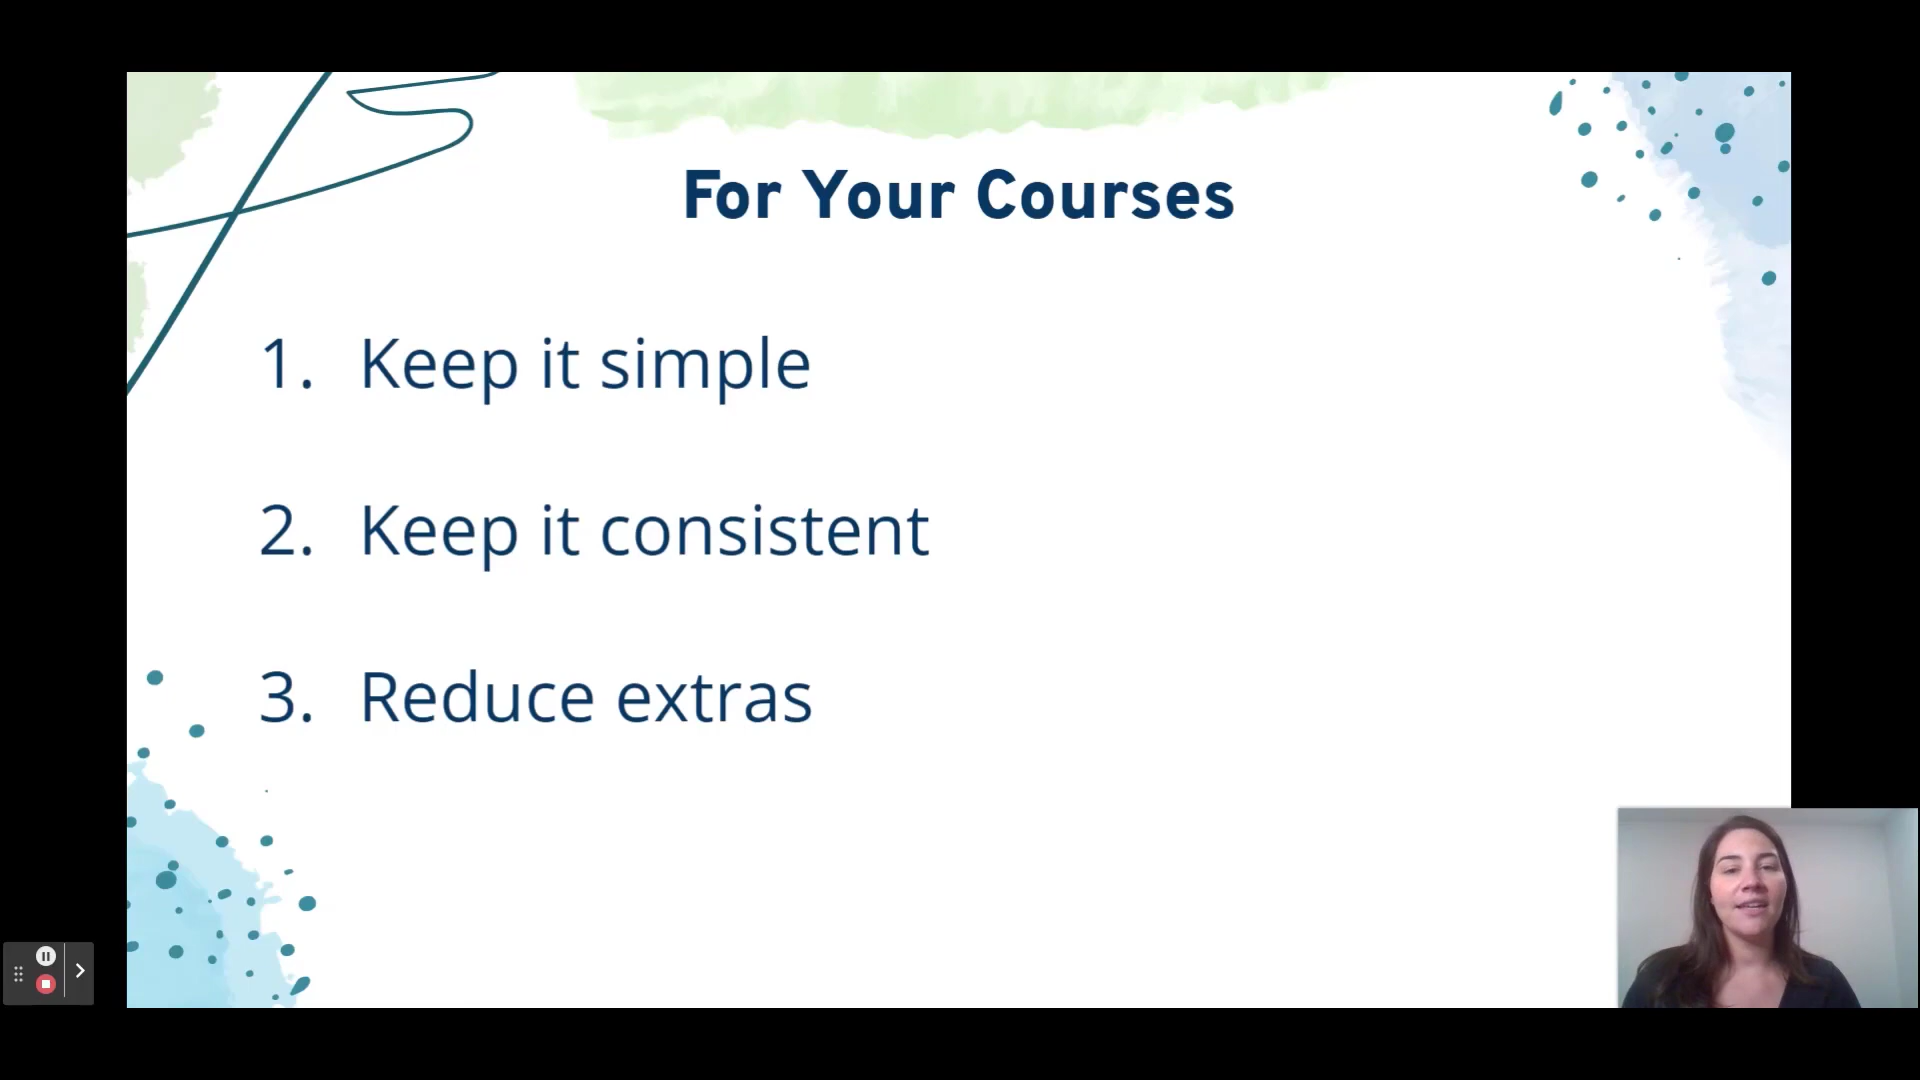 For Your Courses
1. Keep it simple
2. Keep it consistent
3. Reduce extras